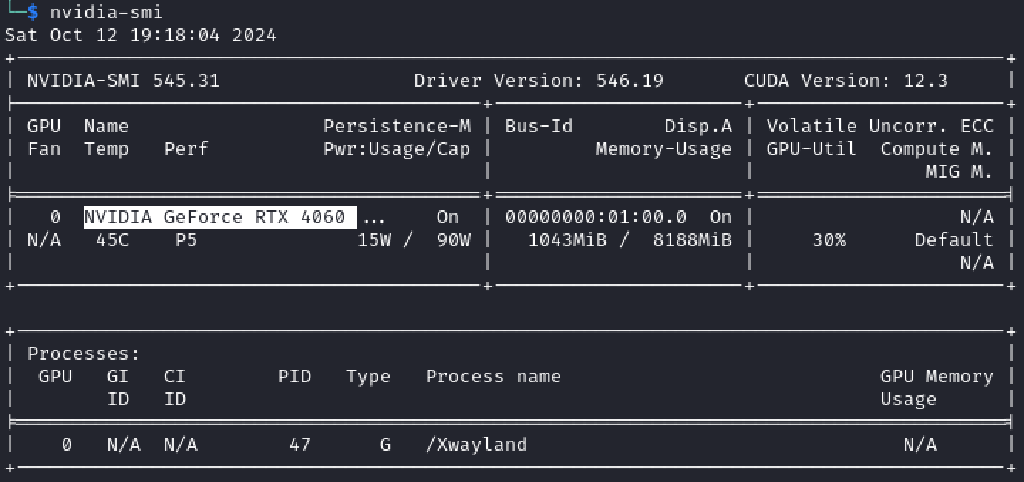 └─$ nvidia-smi
Sat Oct 12 19:18:04 2024
NVIDIA-SMI 545.31 Driver Version: 546.19 CUDA Version: 12.3
GPU Name Persistence-M | Bus-Id Disp.A | Volatile Uncorr. ECC
Fan Temp Perf Pwr:Usage/Cap | Memory-Usage | GPU-Util Compute M.
MIG M.
0 NVIDIA GeForce RTX 4060 ... On | 00000000:01:00.0 On | N/A
N/A 45C P5 15W / 90W | 1043MiB / 8188MiB | 30% Default
N/A
Processes:
GPU GI CI PID Type Process name GPU Memory
ID ID Usage
0 N/A N/A 47 G /Xwayland N/A